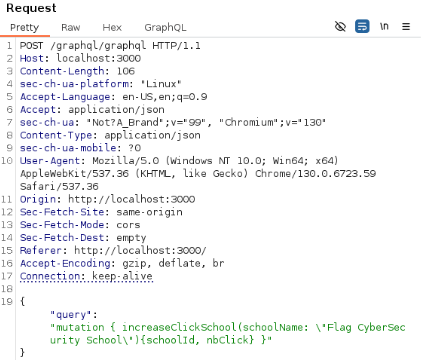 Request
Pretty Raw Hex GraphQL \n
1 POST /graphql/graphql HTTP/1.1
2 Host: localhost:3000
3 Content-Length: 106
4 sec-ch-ua-platform: "Linux"
5 Accept-Language: en-US,en;q=0.9
6 Accept: application/json
7 sec-ch-ua: "Not?A_Brand";v="99", "Chromium";v="130"
8 Content-Type: application/json
9 sec-ch-ua-mobile: ?0
10 User-Agent: Mozilla/5.0 (Windows NT 10.0; Win64; x64)
AppleWebKit/537.36 (KHTML, like Gecko) Chrome/130.0.6723.59
Safari/537.36
11 Origin: http://localhost:3000
12 Sec-Fetch-Site: same-origin
13 Sec-Fetch-Mode: cors
14 Sec-Fetch-Dest: empty
15 Referer: http://localhost:3000/
16 Accept-Encoding: gzip, deflate, br
17 Connection: keep-alive
18
19 {
"query":
"mutation { increaseClickSchool(schoolName: \"Flag CyberSec
urity School\"){schoolId, nbClick} }"
}